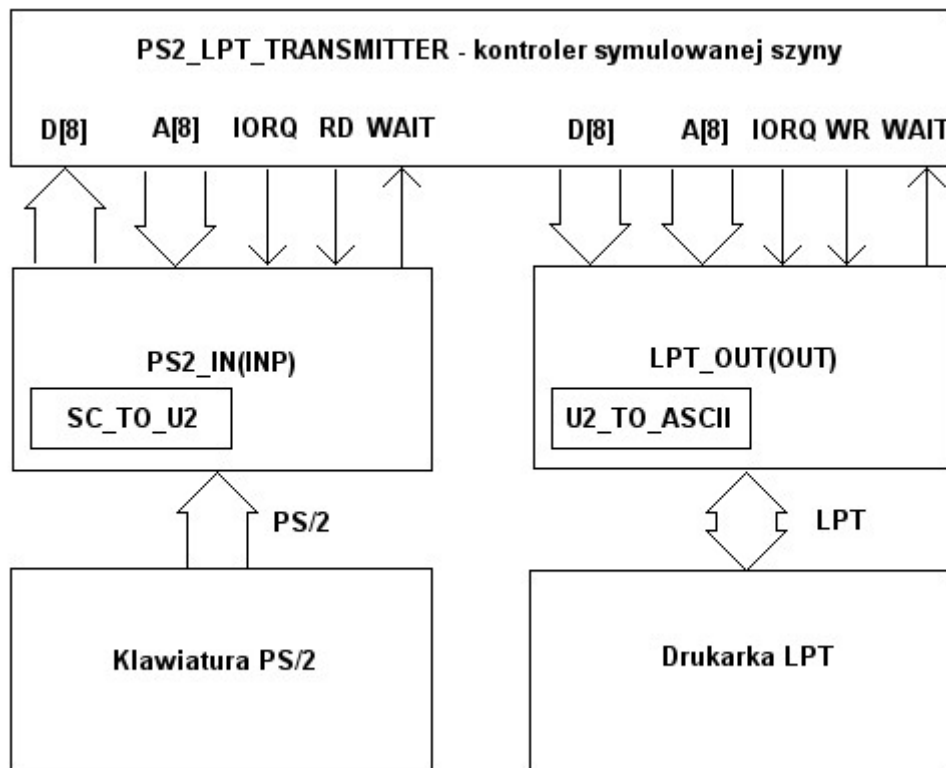 PS2_LPT_TRANSMITTER - kontroler symulowanej szyny
D[8] A[8] IORQ RD WAIT
D[8] A[8] IORQ WR WAIT
PS2_IN(INP)
SC_TO_U2
LPT_OUT(OUT)
U2_TO_ASCII
PS/2
LPT
Klawiatura PS/2
Drukarka LPT